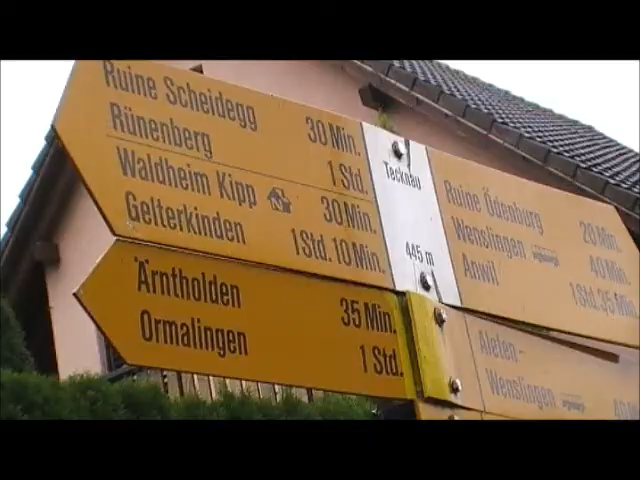 Ruine Scheidegg 30 Min.
Rünenberg 1 Std.
Waldheim Kipp 30 Min.
Gelterkinden 1 Std. 10 Min.
Tecknau
445 m
Ruine Ödenburg 20 Min.
Wenslingen 40 Min.
Anwil 1 Std. 35 Min.
Ärntholden 35 Min.
Ormalingen 1 Std.
Aleten-
Wenslingen